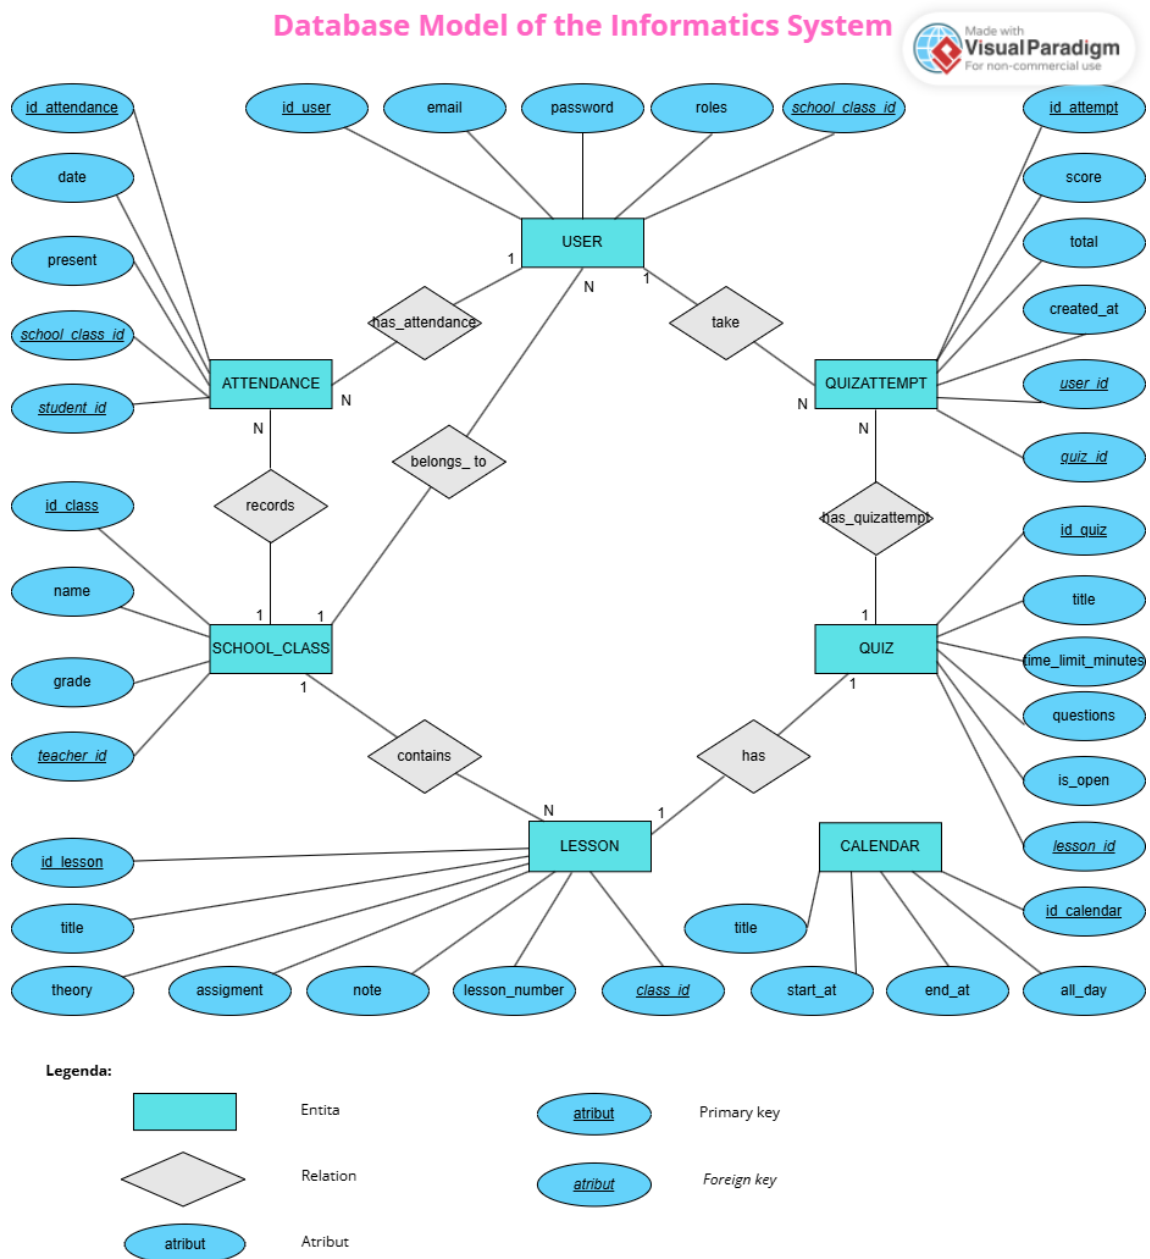 Database Model of the Informatics System
Made with
Visual Paradigm
For non-commercial use
id_attendance
id_user
email
password
roles
school_class_id
id_attempt
date
score
present
USER
total
1
N
1
created_at
school_class_id
has_attendance
take
student_id
ATTENDANCE
N
QUIZATTEMPT
N
user_id
N
N
belongs_ to
quiz_id
id_class
records
has_quizattempt
id_quiz
name
1
1
1
title
SCHOOL_CLASS
QUIZ
time_limit_minutes
grade
1
1
questions
teacher_id
contains
has
is_open
N
1
id_lesson
LESSON
CALENDAR
lesson_id
title
title
id_calendar
theory
assigment
note
lesson_number
class_id
start_at
end_at
all_day
Legenda:
Entita
atribut
Primary key
Relation
atribut
Foreign key
atribut
Atribut